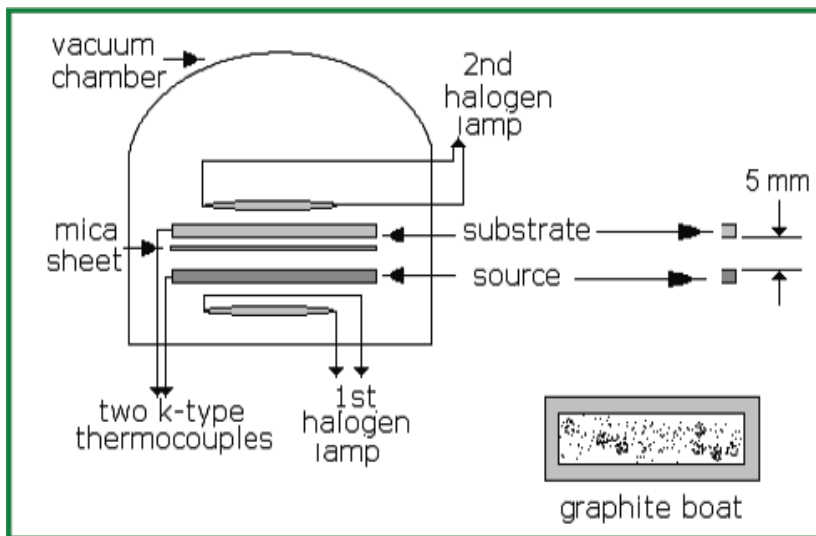 vacuum
chamber
2nd
halogen
lamp
5 mm
mica
sheet
substrate
source
two k-type
thermocouples
1st
halogen
lamp
graphite boat